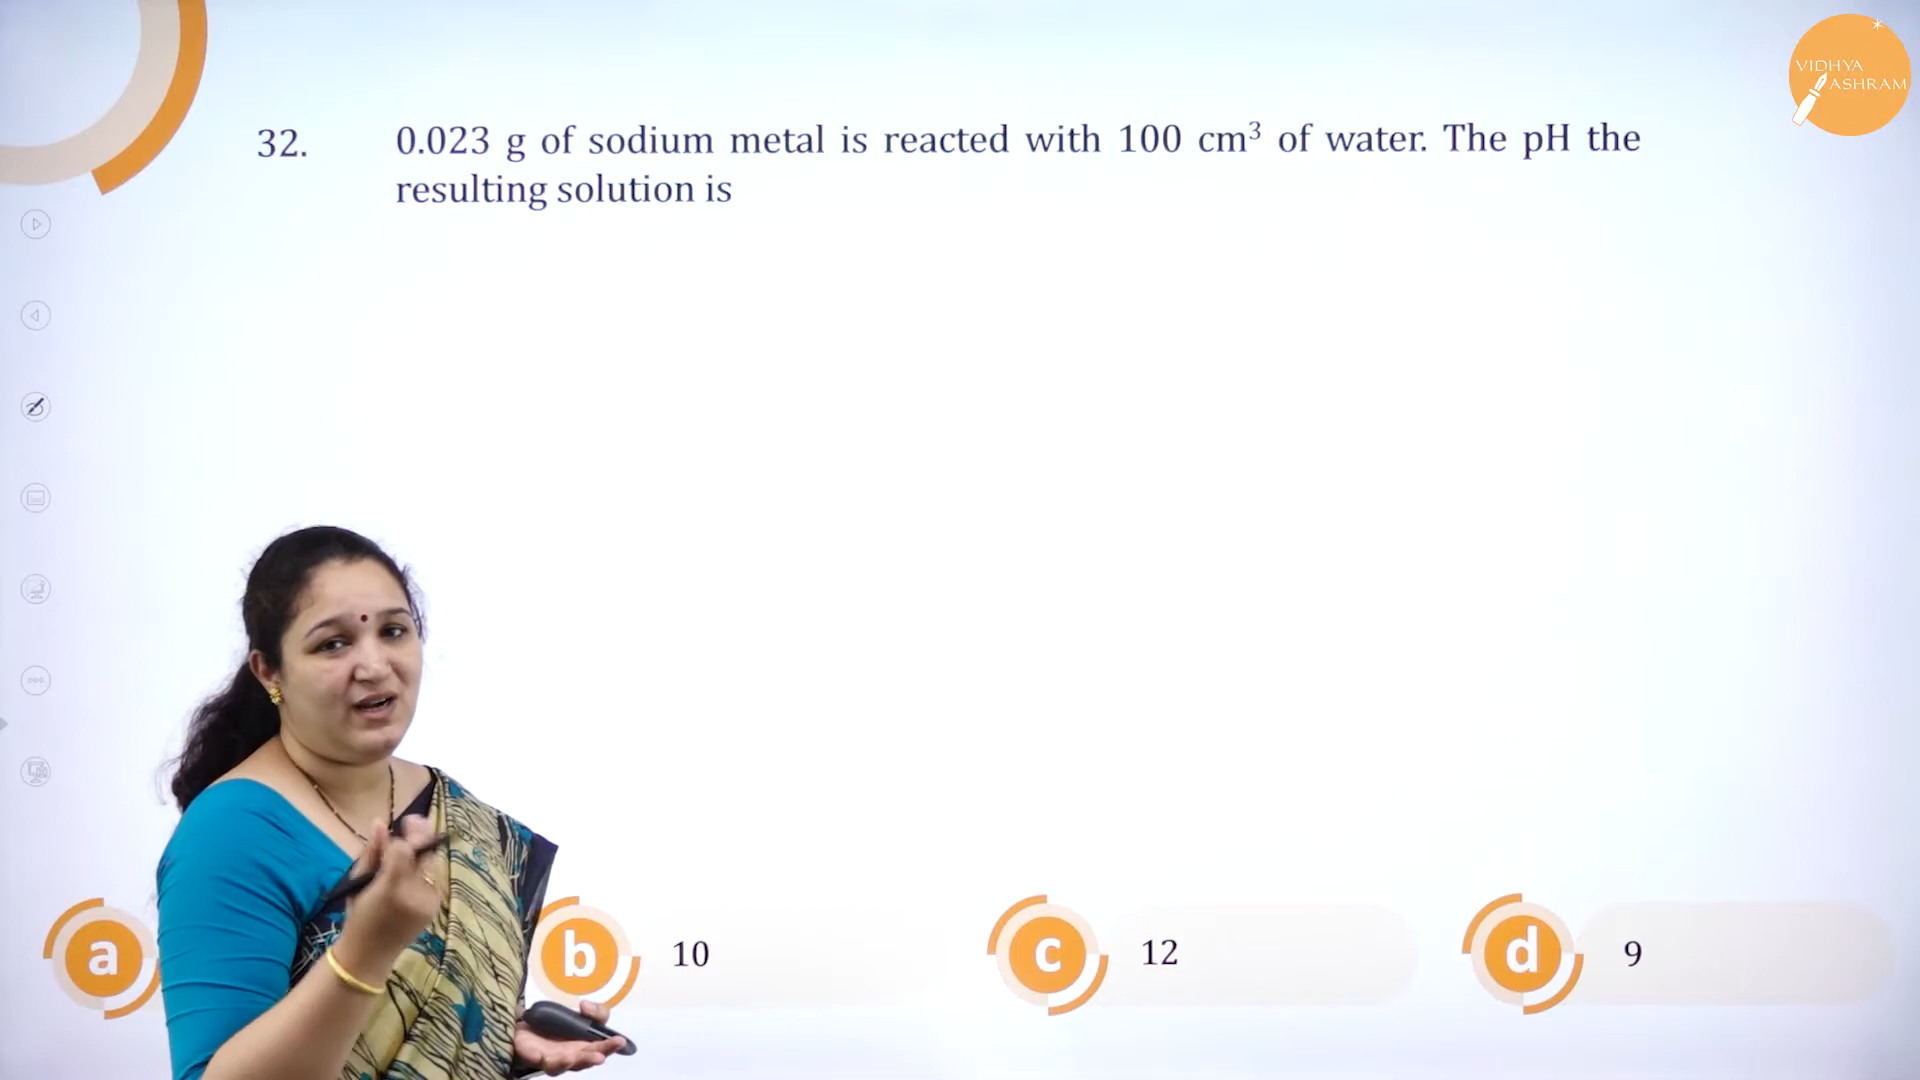 VIDHYA
ASHRAM
32. 0.023 g of sodium metal is reacted with 100 cm³ of water. The pH the
resulting solution is
a
b 10
c 12
d 9